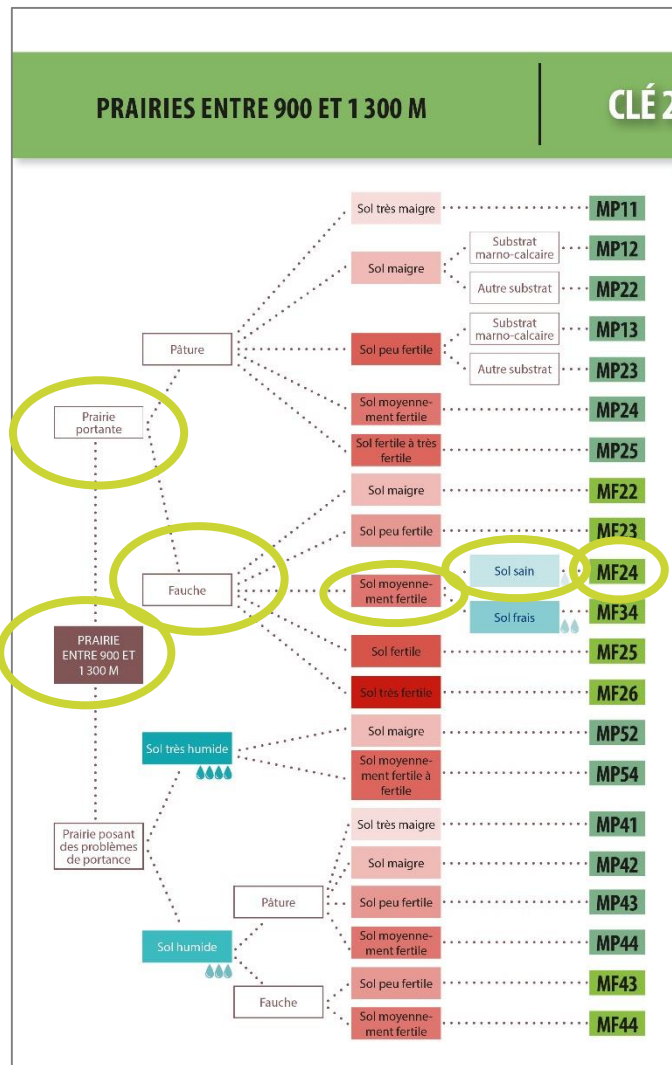 PRAIRIES ENTRE 900 ET 1 300 M
CLÉ 2
Sol très maigre
MP11
Sol maigre
Substrat
marno-calcaire
MP12
Autre substrat
MP22
Pâture
Sol peu fertile
Substrat
marno-calcaire
MP13
Autre substrat
MP23
Prairie
portante
Sol moyenne-
ment fertile
MP24
Sol fertile à très
fertile
MP25
Sol maigre
MF22
Sol peu fertile
MF23
Fauche
Sol moyenne-
ment fertile
Sol sain
MF24
Sol frais
MF34
PRAIRIE
ENTRE 900 ET
1 300 M
Sol fertile
MF25
Sol très fertile
MF26
Sol très humide
Sol maigre
MP52
Sol moyenne-
ment fertile à
fertile
MP54
Prairie posant
des problèmes
de portance
Sol très maigre
MP41
Sol maigre
MP42
Pâture
Sol peu fertile
MP43
Sol humide
Sol moyenne-
ment fertile
MP44
Fauche
Sol peu fertile
MF43
Sol moyenne-
ment fertile
MF44